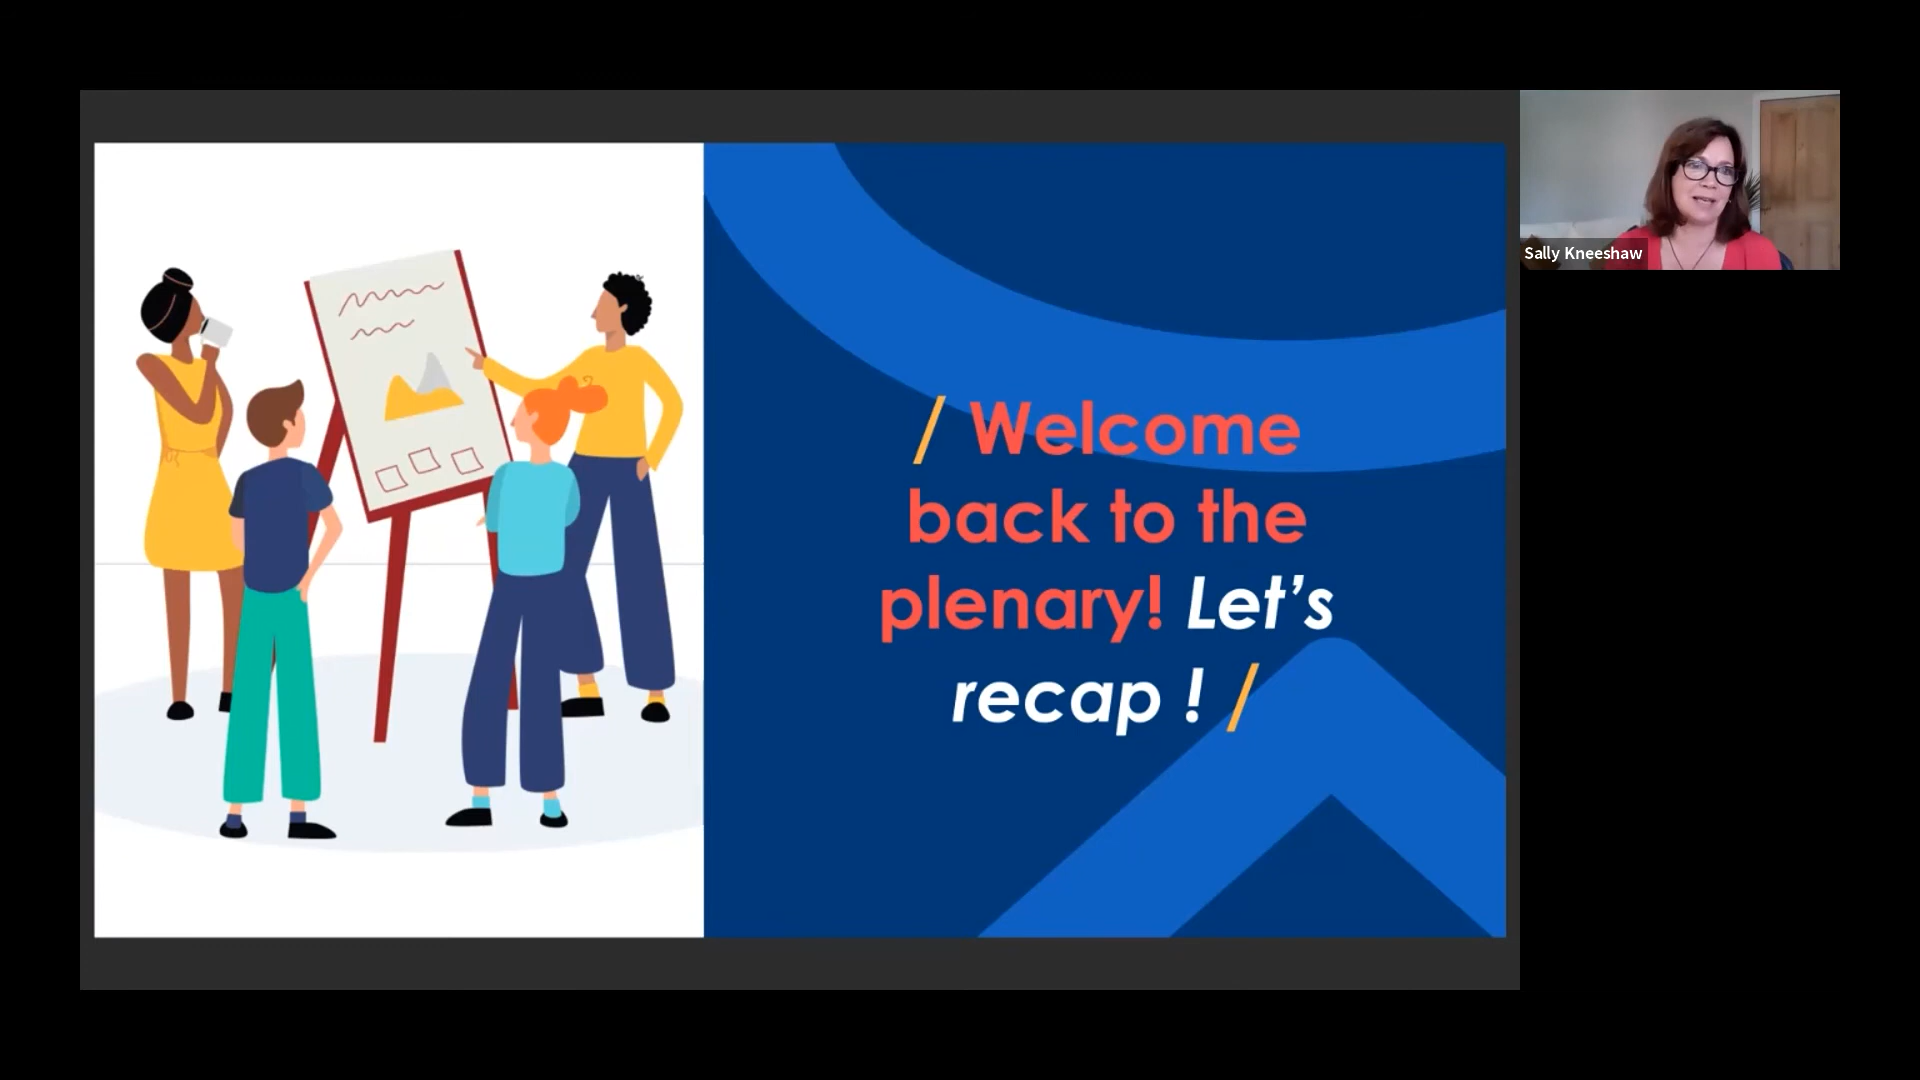 / Welcome
back to the
plenary! Let’s
recap ! /
Sally Kneeshaw